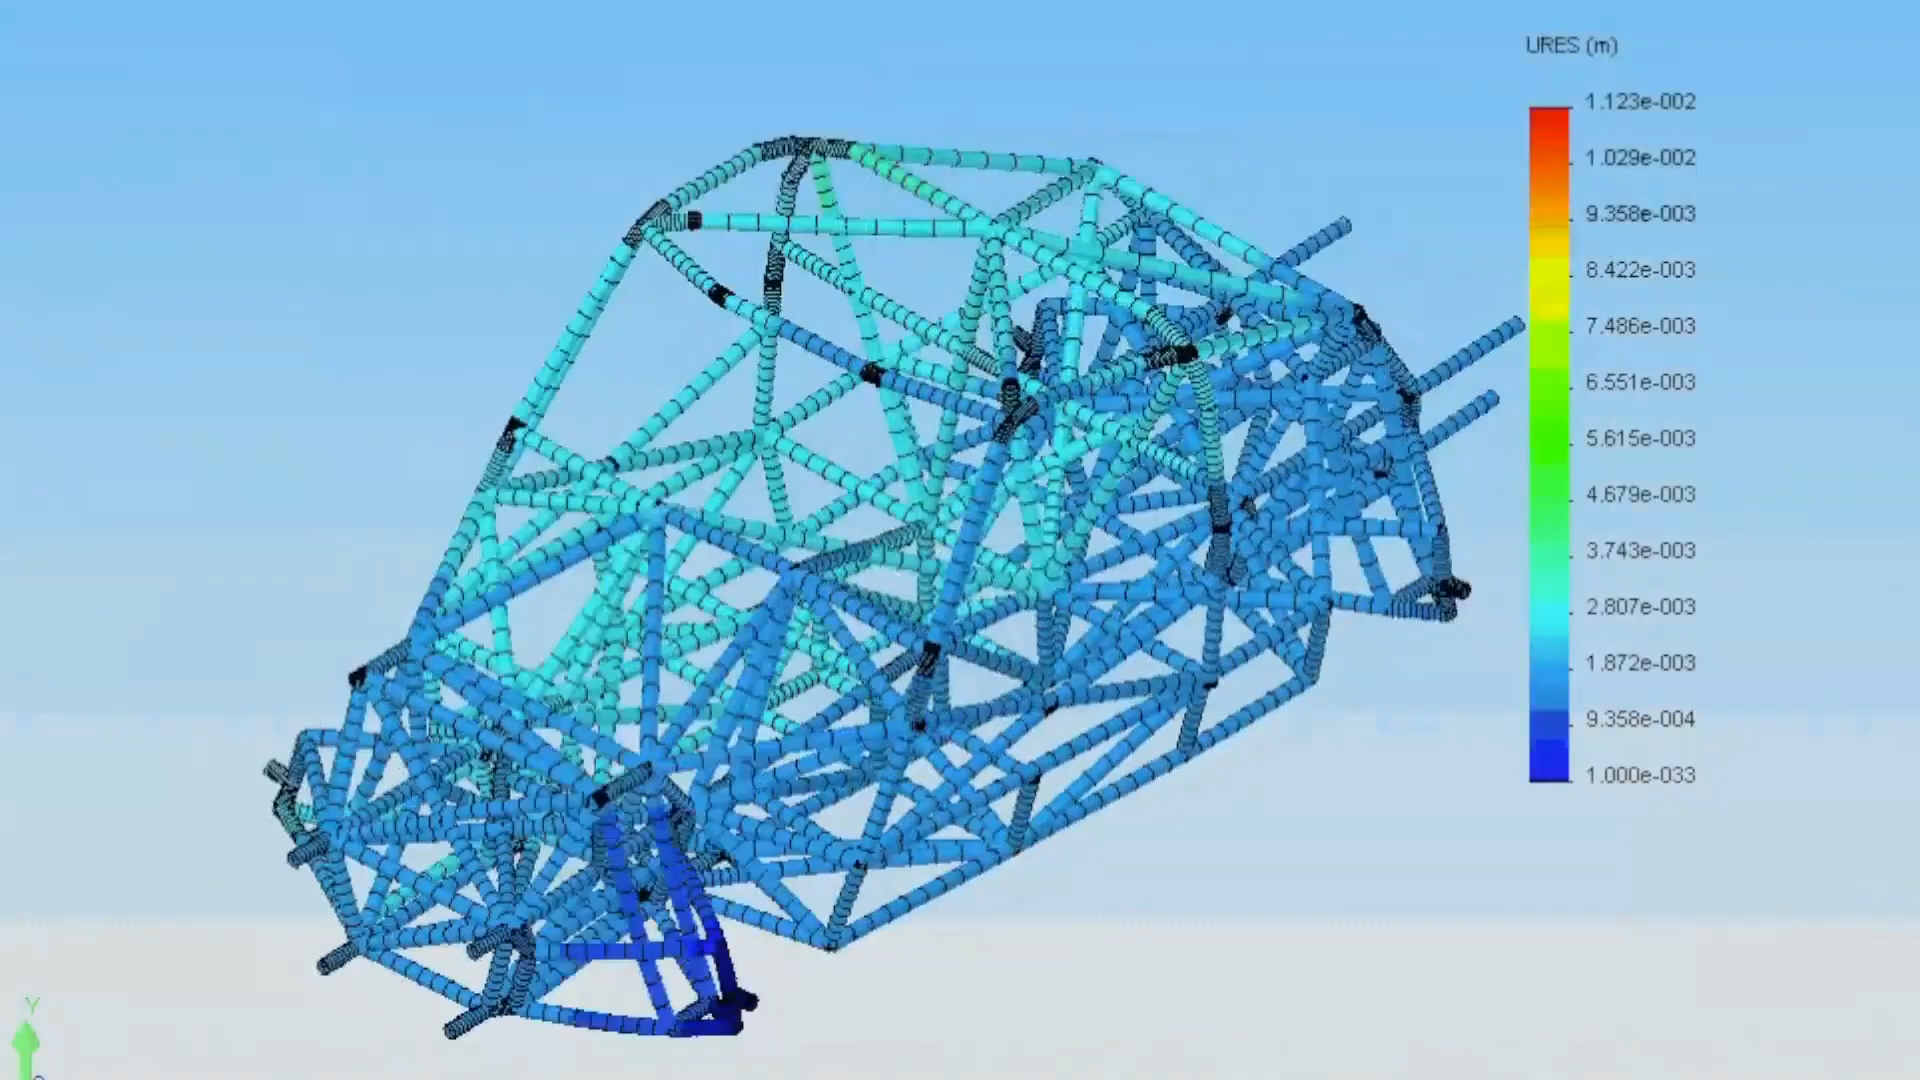 URES (m)
1.123e-002
1.029e-002
9.358e-003
8.422e-003
7.486e-003
6.551e-003
5.615e-003
4.679e-003
3.743e-003
2.807e-003
1.872e-003
9.358e-004
1.000e-033
Y